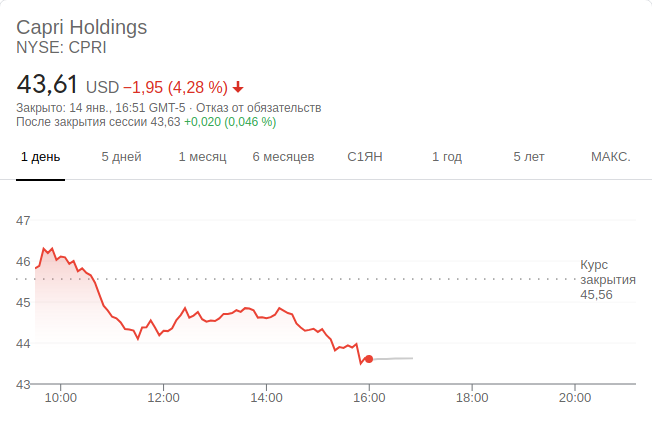 Capri Holdings
NYSE: CPRI
43,61 USD −1,95 (4,28 %)
Закрыто: 14 янв., 16:51 GMT-5 · Отказ от обязательств
После закрытия сессии 43,63 +0,020 (0,046 %)
1 день 5 дней 1 месяц 6 месяцев С1ЯН 1 год 5 лет МАКС.
47
46
Курс
закрытия
45,56
45
44
43
10:00 12:00 14:00 16:00 18:00 20:00